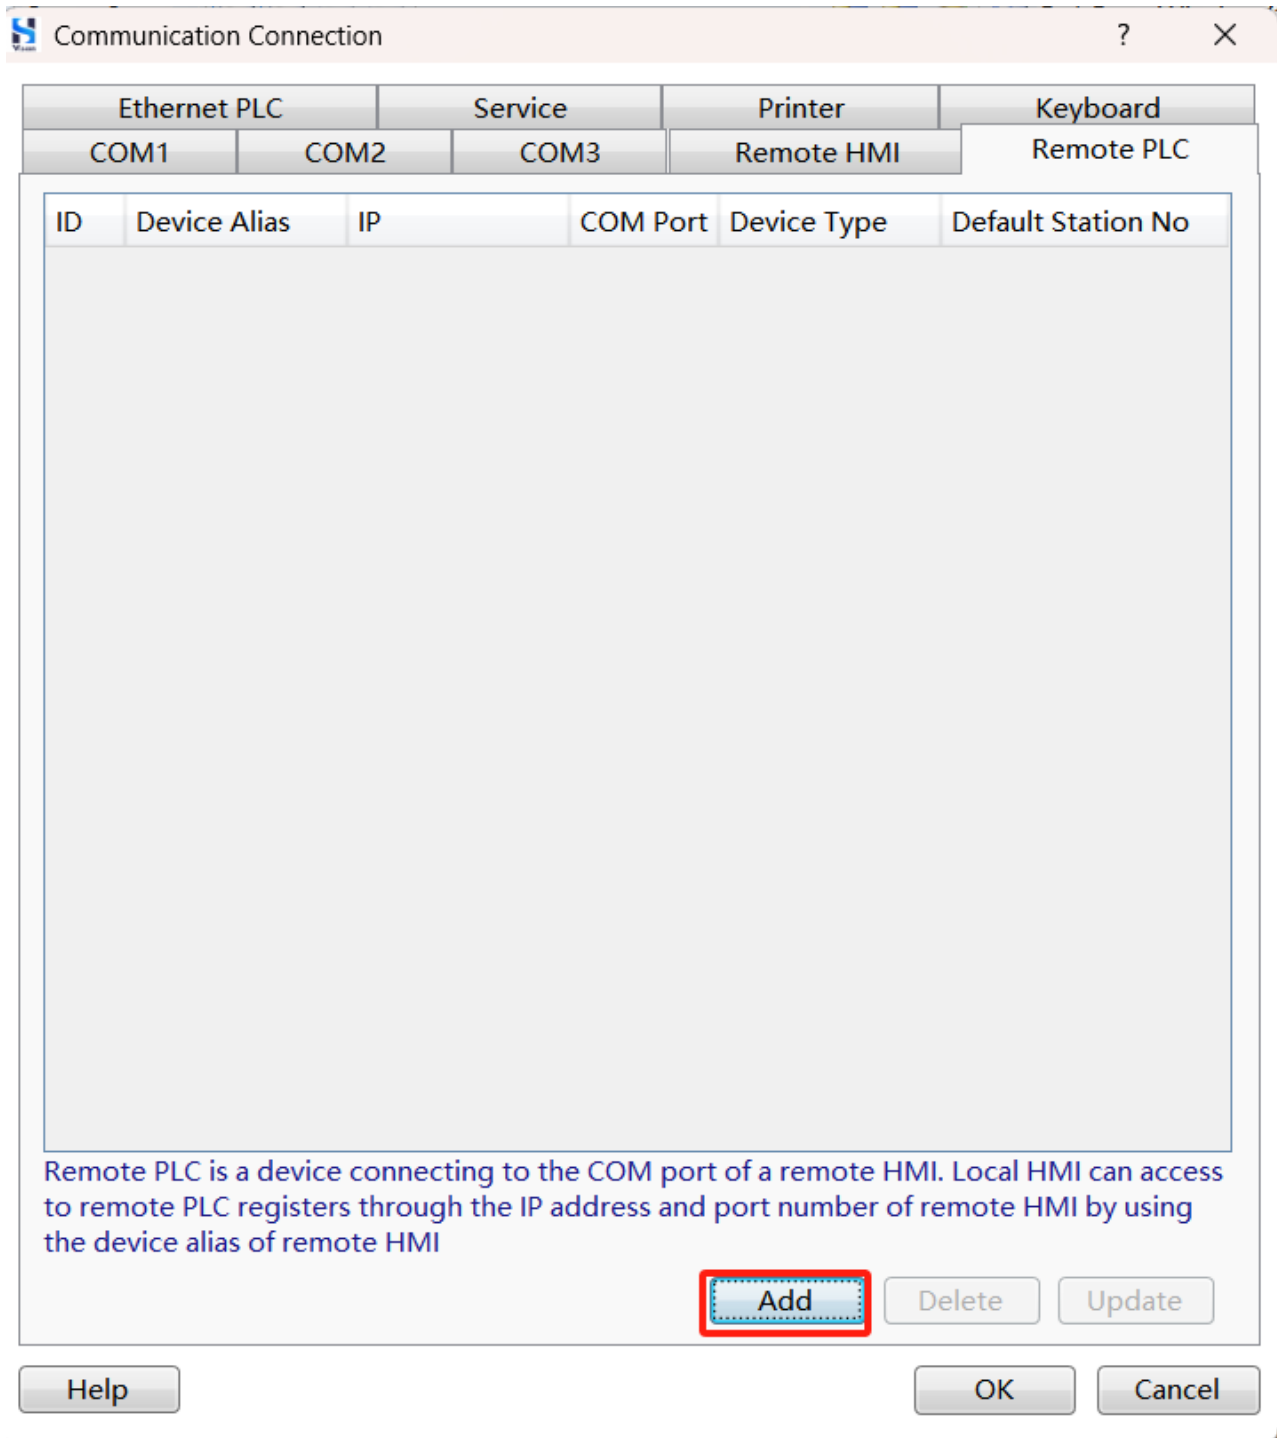 Communication Connection ?
Ethernet PLC Service Printer Keyboard
COM1 COM2 COM3 Remote HMI Remote PLC
ID Device Alias IP COM Port Device Type Default Station No
Remote PLC is a device connecting to the COM port of a remote HMI. Local HMI can access
to remote PLC registers through the IP address and port number of remote HMI by using
the device alias of remote HMI
Add Delete Update
Help OK Cancel